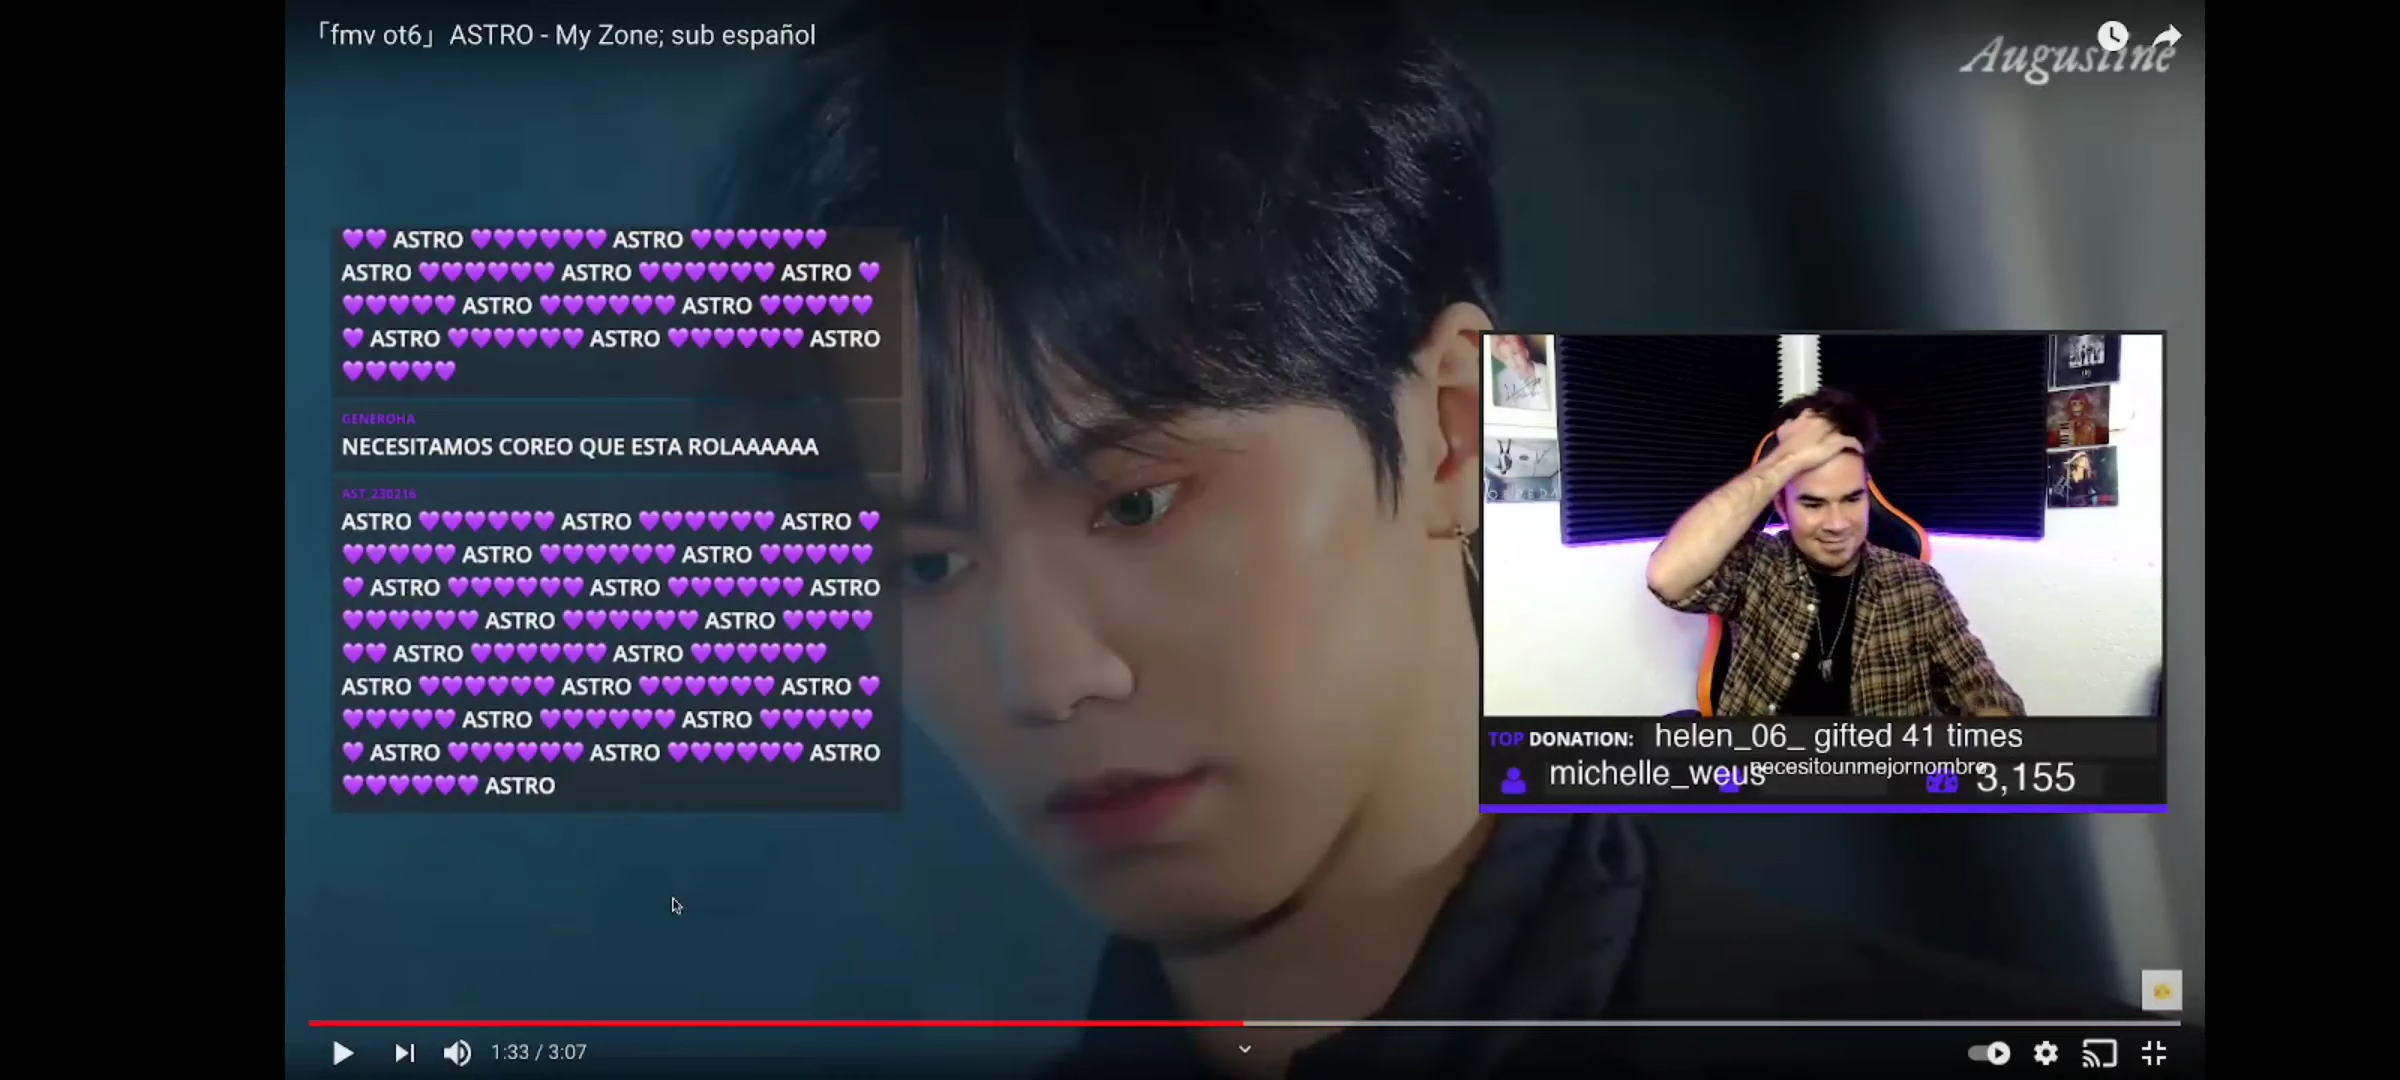 「fmv ot6」ASTRO - My Zone; sub español
Augustine
💜💜 ASTRO 💜💜💜💜💜💜 ASTRO 💜💜💜💜💜💜
ASTRO 💜💜💜💜💜💜 ASTRO 💜💜💜💜💜💜 ASTRO 💜
💜💜💜💜💜 ASTRO 💜💜💜💜💜💜 ASTRO 💜💜💜💜💜
💜 ASTRO 💜💜💜💜💜💜 ASTRO 💜💜💜💜💜💜 ASTRO
💜💜💜💜💜
GENEROHA
NECESITAMOS COREO QUE ESTA ROLAAAAAA
AST_230216
ASTRO 💜💜💜💜💜💜 ASTRO 💜💜💜💜💜💜 ASTRO 💜
💜💜💜💜💜 ASTRO 💜💜💜💜💜💜 ASTRO 💜💜💜💜💜
💜 ASTRO 💜💜💜💜💜💜 ASTRO 💜💜💜💜💜💜 ASTRO
💜💜💜💜💜💜 ASTRO 💜💜💜💜💜💜 ASTRO 💜💜💜💜
💜💜 ASTRO 💜💜💜💜💜💜 ASTRO 💜💜💜💜💜💜
ASTRO 💜💜💜💜💜💜 ASTRO 💜💜💜💜💜💜 ASTRO 💜
💜💜💜💜💜 ASTRO 💜💜💜💜💜💜 ASTRO 💜💜💜💜💜
💜 ASTRO 💜💜💜💜💜💜 ASTRO 💜💜💜💜💜💜 ASTRO
💜💜💜💜💜💜 ASTRO
TOP DONATION: helen_06_ gifted 41 times
michelle_weus necesitounmejornombre 3,155
1:33 / 3:07